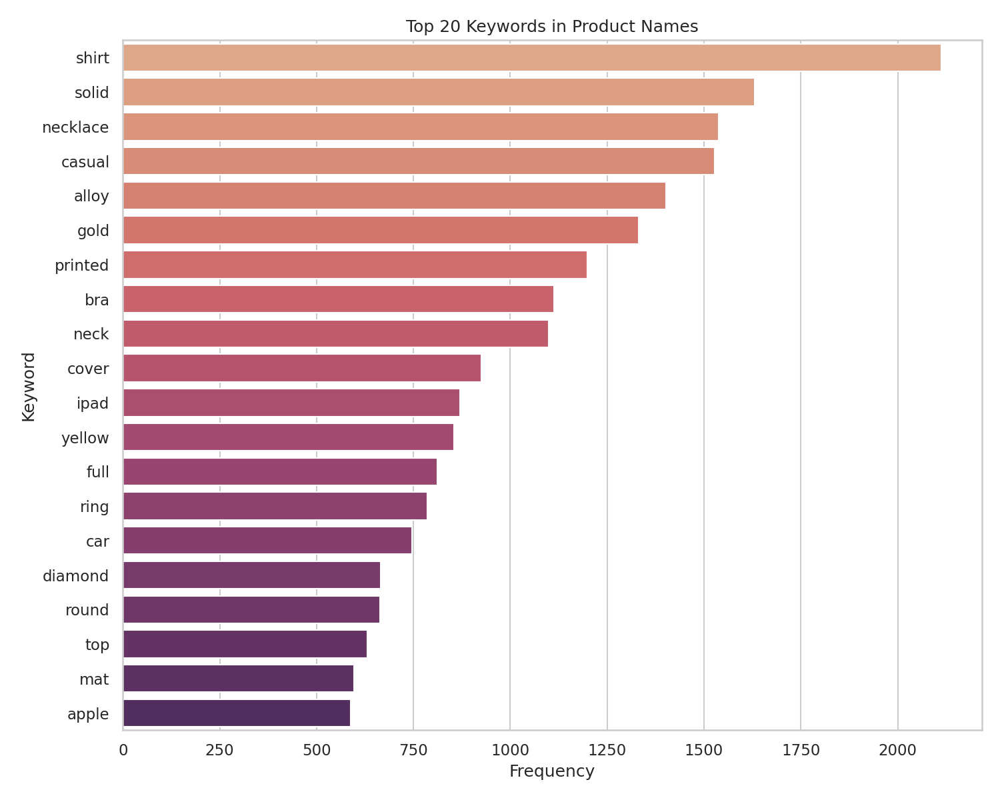 Top 20 Keywords in Product Names
Keyword
shirt
solid
necklace
casual
alloy
gold
printed
bra
neck
cover
ipad
yellow
full
ring
car
diamond
round
top
mat
apple
0 250 500 750 1000 1250 1500 1750 2000
Frequency